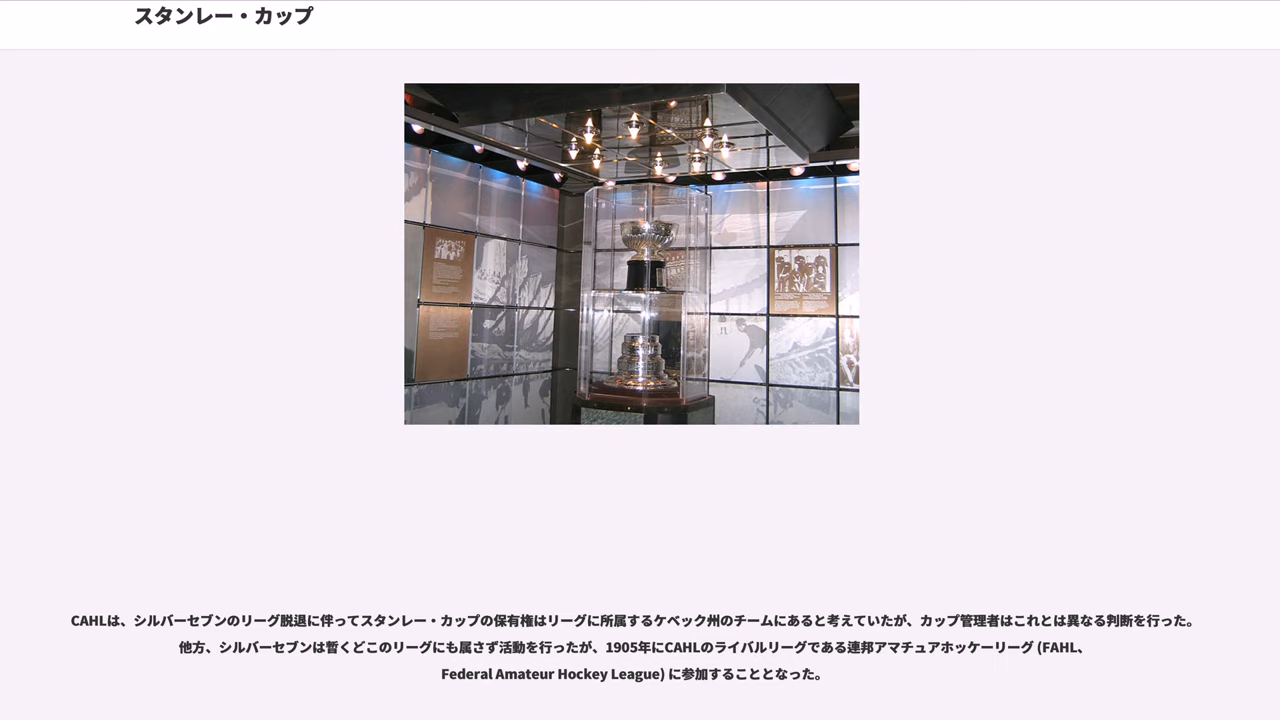 スタンレー・カップ
CAHLは、シルバーセブンのリーグ脱退に伴ってスタンレー・カップの保有権はリーグに所属するケベック州のチームにあると考えていたが、カップ管理者はこれとは異なる判断を行った。
他方、シルバーセブンは暫くどこのリーグにも属さず活動を行ったが、1905年にCAHLのライバルリーグである連邦アマチュアホッケーリーグ (FAHL、
Federal Amateur Hockey League) に参加することとなった。